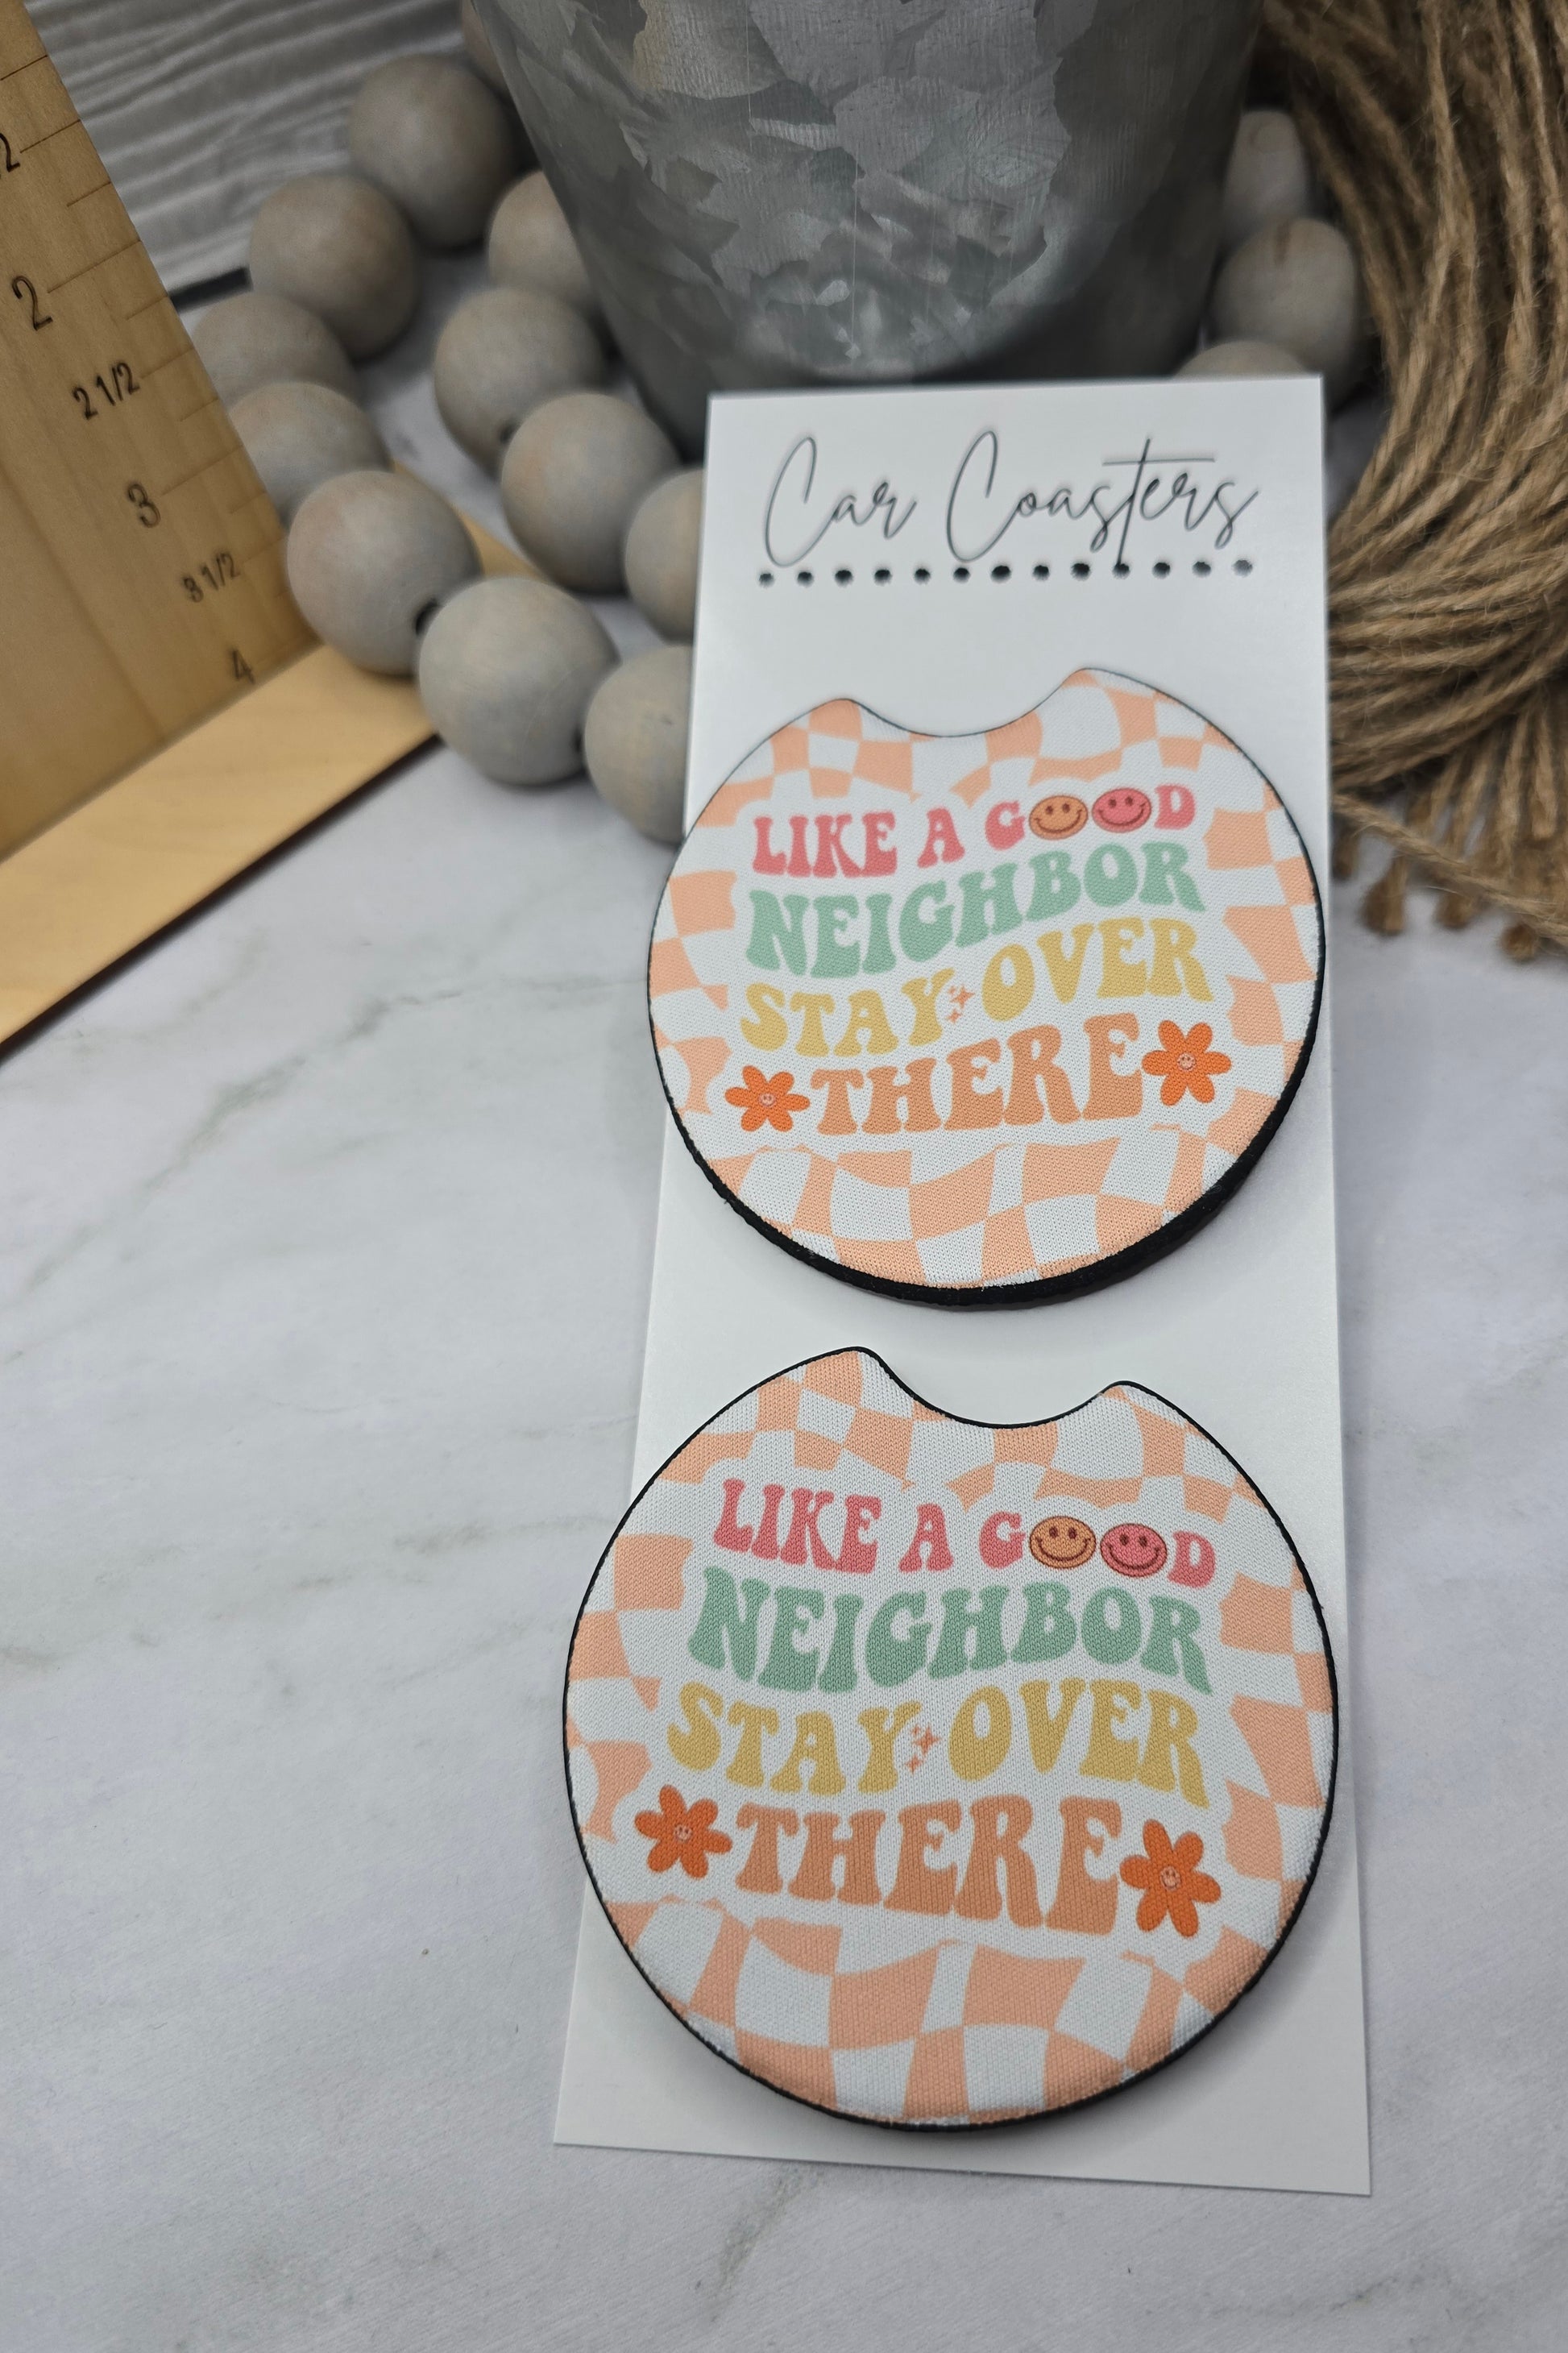 2
2
2 1/2
3
3 1/2
4
Car Coasters
LIKE A GOOD
NEIGHBOR
STAY OVER
THERE
LIKE A GOOD
NEIGHBOR
STAY OVER
THERE